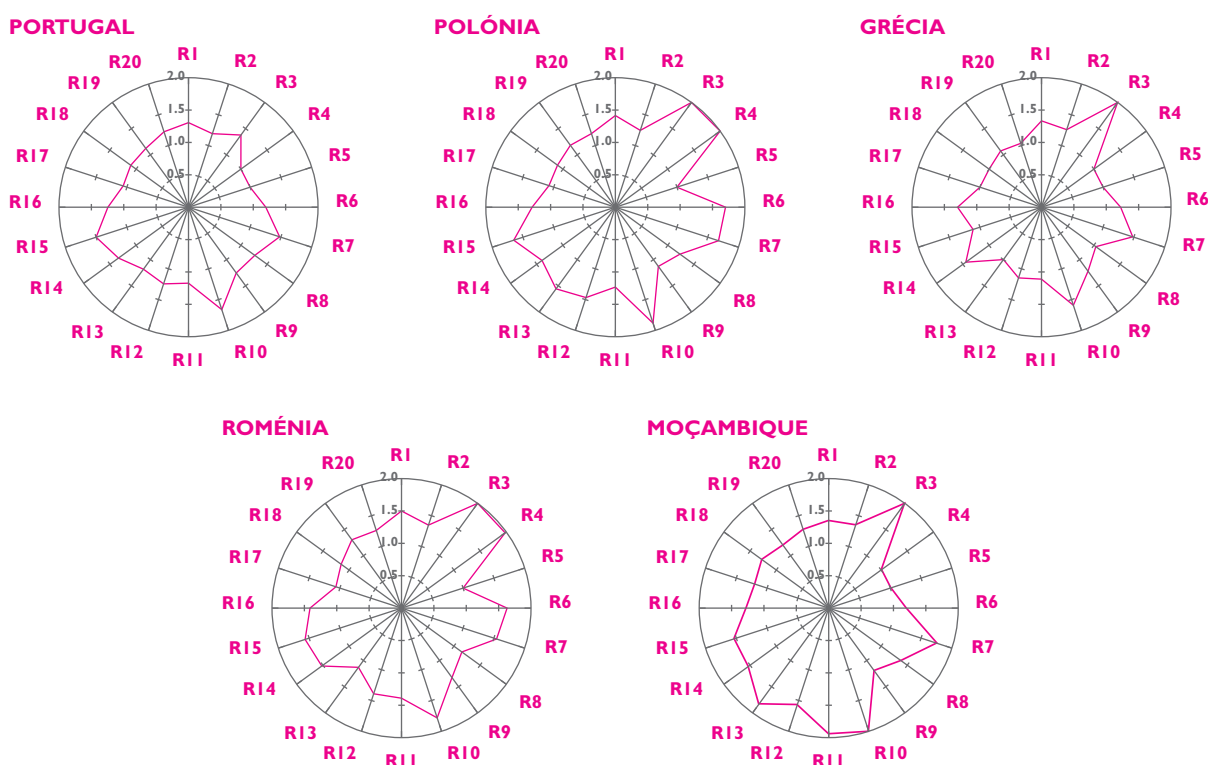 PORTUGAL
R1
R2
R3
R4
R5
R6
R7
R8
R9
R10
R11
R12
R13
R14
R15
R16
R17
R18
R19
R20
2.0
1.5
1.0
0.5
POLÓNIA
R1
R2
R3
R4
R5
R6
R7
R8
R9
R10
R11
R12
R13
R14
R15
R16
R17
R18
R19
R20
2.0
1.5
1.0
0.5
GRÉCIA
R1
R2
R3
R4
R5
R6
R7
R8
R9
R10
R11
R12
R13
R14
R15
R16
R17
R18
R19
R20
2.0
1.5
1.0
0.5
ROMÉNIA
R1
R2
R3
R4
R5
R6
R7
R8
R9
R10
R11
R12
R13
R14
R15
R16
R17
R18
R19
R20
2.0
1.5
1.0
0.5
MOÇAMBIQUE
R1
R2
R3
R4
R5
R6
R7
R8
R9
R10
R11
R12
R13
R14
R15
R16
R17
R18
R19
R20
2.0
1.5
1.0
0.5